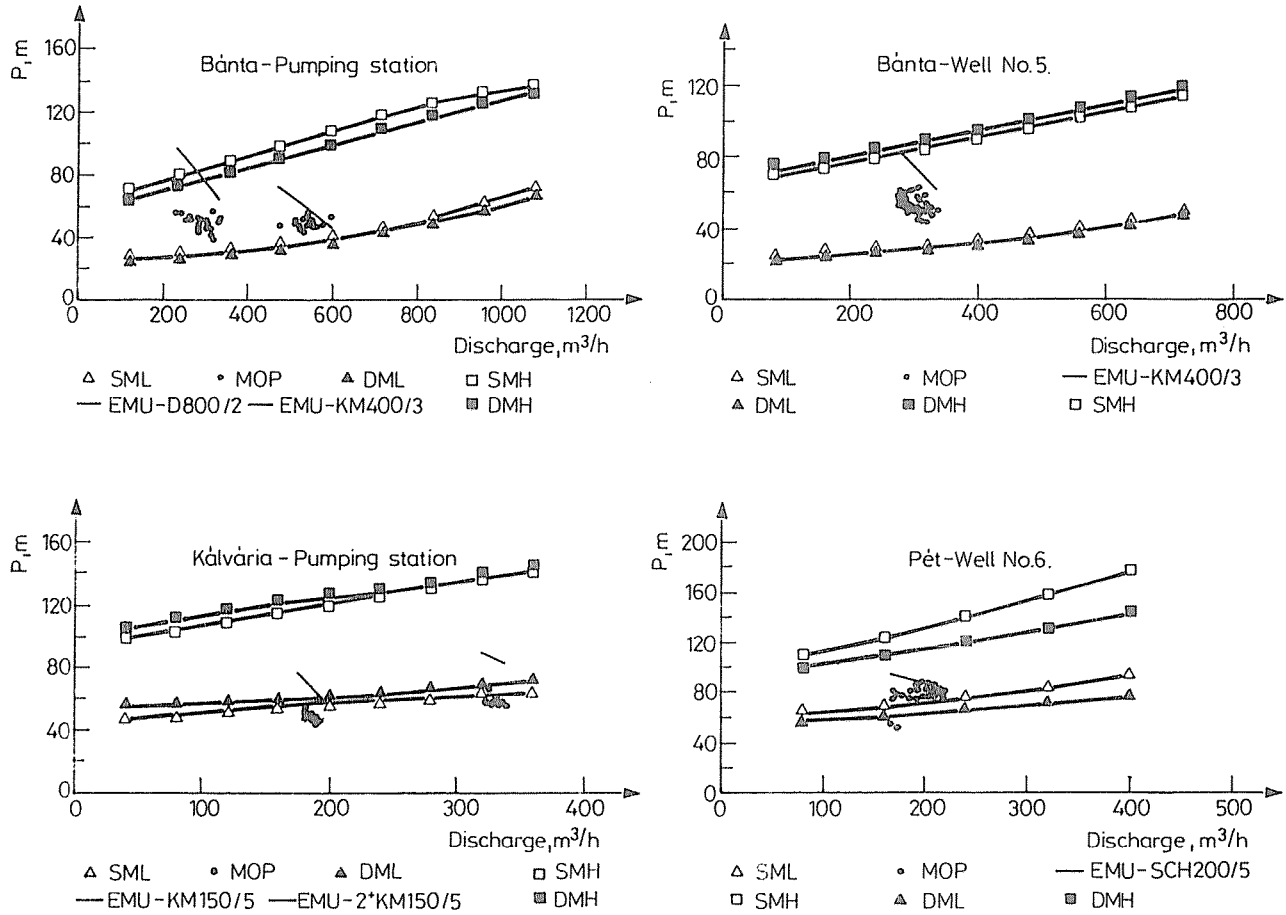 P, m
160
120
80
40
0
Bánta-Pumping station
0 200 400 600 800 1000 1200
Discharge, m³/h
SML MOP DML SMH
EMU-D800/2 EMU-KM400/3 DMH
P, m
120
80
40
0
Bánta-Well No.5.
0 200 400 600 800
Discharge, m³/h
SML MOP EMU-KM400/3
DML DMH SMH
P, m
160
120
80
40
0
Kálvária - Pumping station
0 100 200 300 400
Discharge, m³/h
SML MOP DML SMH
EMU-KM150/5 EMU-2*KM150/5 DMH
P, m
200
160
120
80
40
0
Pét-Well No.6.
0 100 200 300 400 500
Discharge, m³/h
SML MOP EMU-SCH200/5
SMH DML DMH